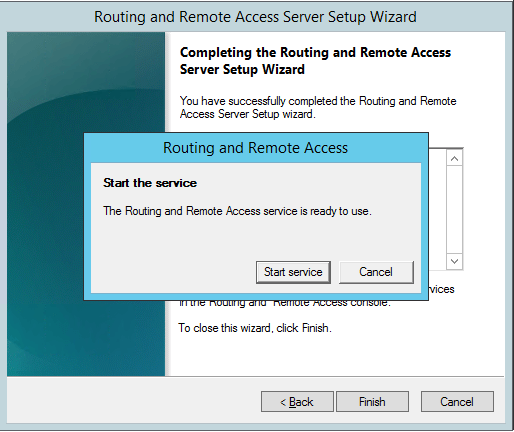 Routing and Remote Access Server Setup Wizard
Completing the Routing and Remote Access
Server Setup Wizard
You have successfully completed the Routing and Remote
Access Server Setup wizard.
Routing and Remote Access
Start the service
The Routing and Remote Access service is ready to use.
Start service
Cancel
in the Routing and Remote Access console.
To close this wizard, click Finish.
< Back
Finish
Cancel